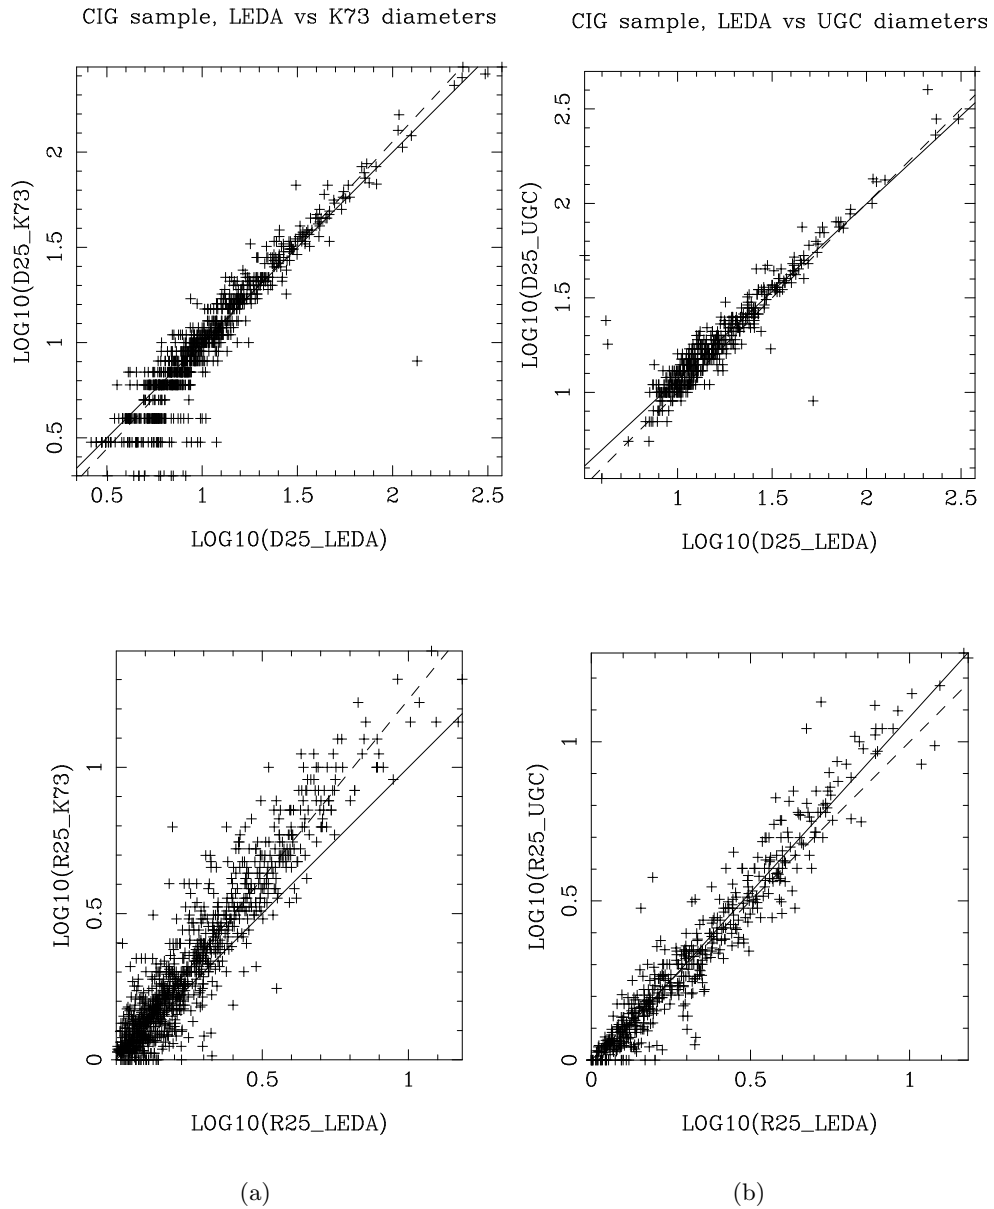 CIG sample, LEDA vs K73 diameters
CIG sample, LEDA vs UGC diameters
LOG10(D25_K73)
2
1.5
1
0.5
0.5 1 1.5 2 2.5
LOG10(D25_LEDA)
LOG10(D25_UGC)
2.5
2
1.5
1
1 1.5 2 2.5
LOG10(D25_LEDA)
LOG10(R25_K73)
1
0.5
0
0.5 1
LOG10(R25_LEDA)
LOG10(R25_UGC)
1
0.5
0
0 0.5 1
LOG10(R25_LEDA)
(a)
(b)